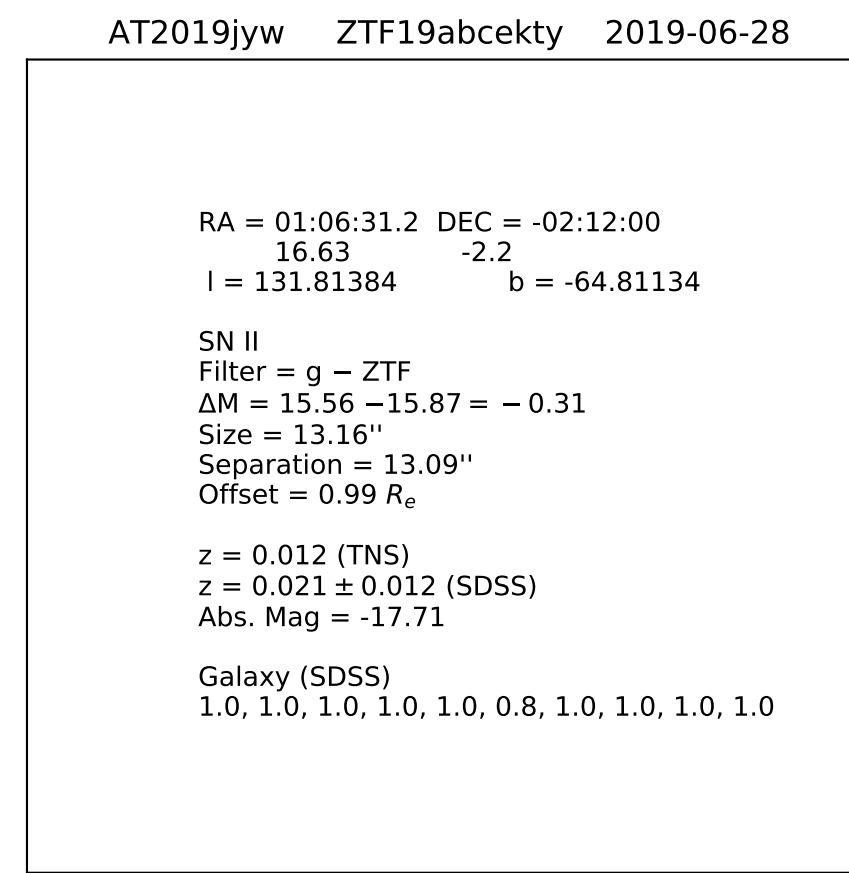 AT2019jyw ZTF19abcekty 2019-06-28
RA = 01:06:31.2 DEC = -02:12:00
16.63 -2.2
l = 131.81384 b = -64.81134
SN II
Filter = g − ZTF
ΔM = 15.56 −15.87 = − 0.31
Size = 13.16''
Separation = 13.09''
Offset = 0.99 Rₑ
z = 0.012 (TNS)
z = 0.021 ± 0.012 (SDSS)
Abs. Mag = -17.71
Galaxy (SDSS)
1.0, 1.0, 1.0, 1.0, 1.0, 0.8, 1.0, 1.0, 1.0, 1.0